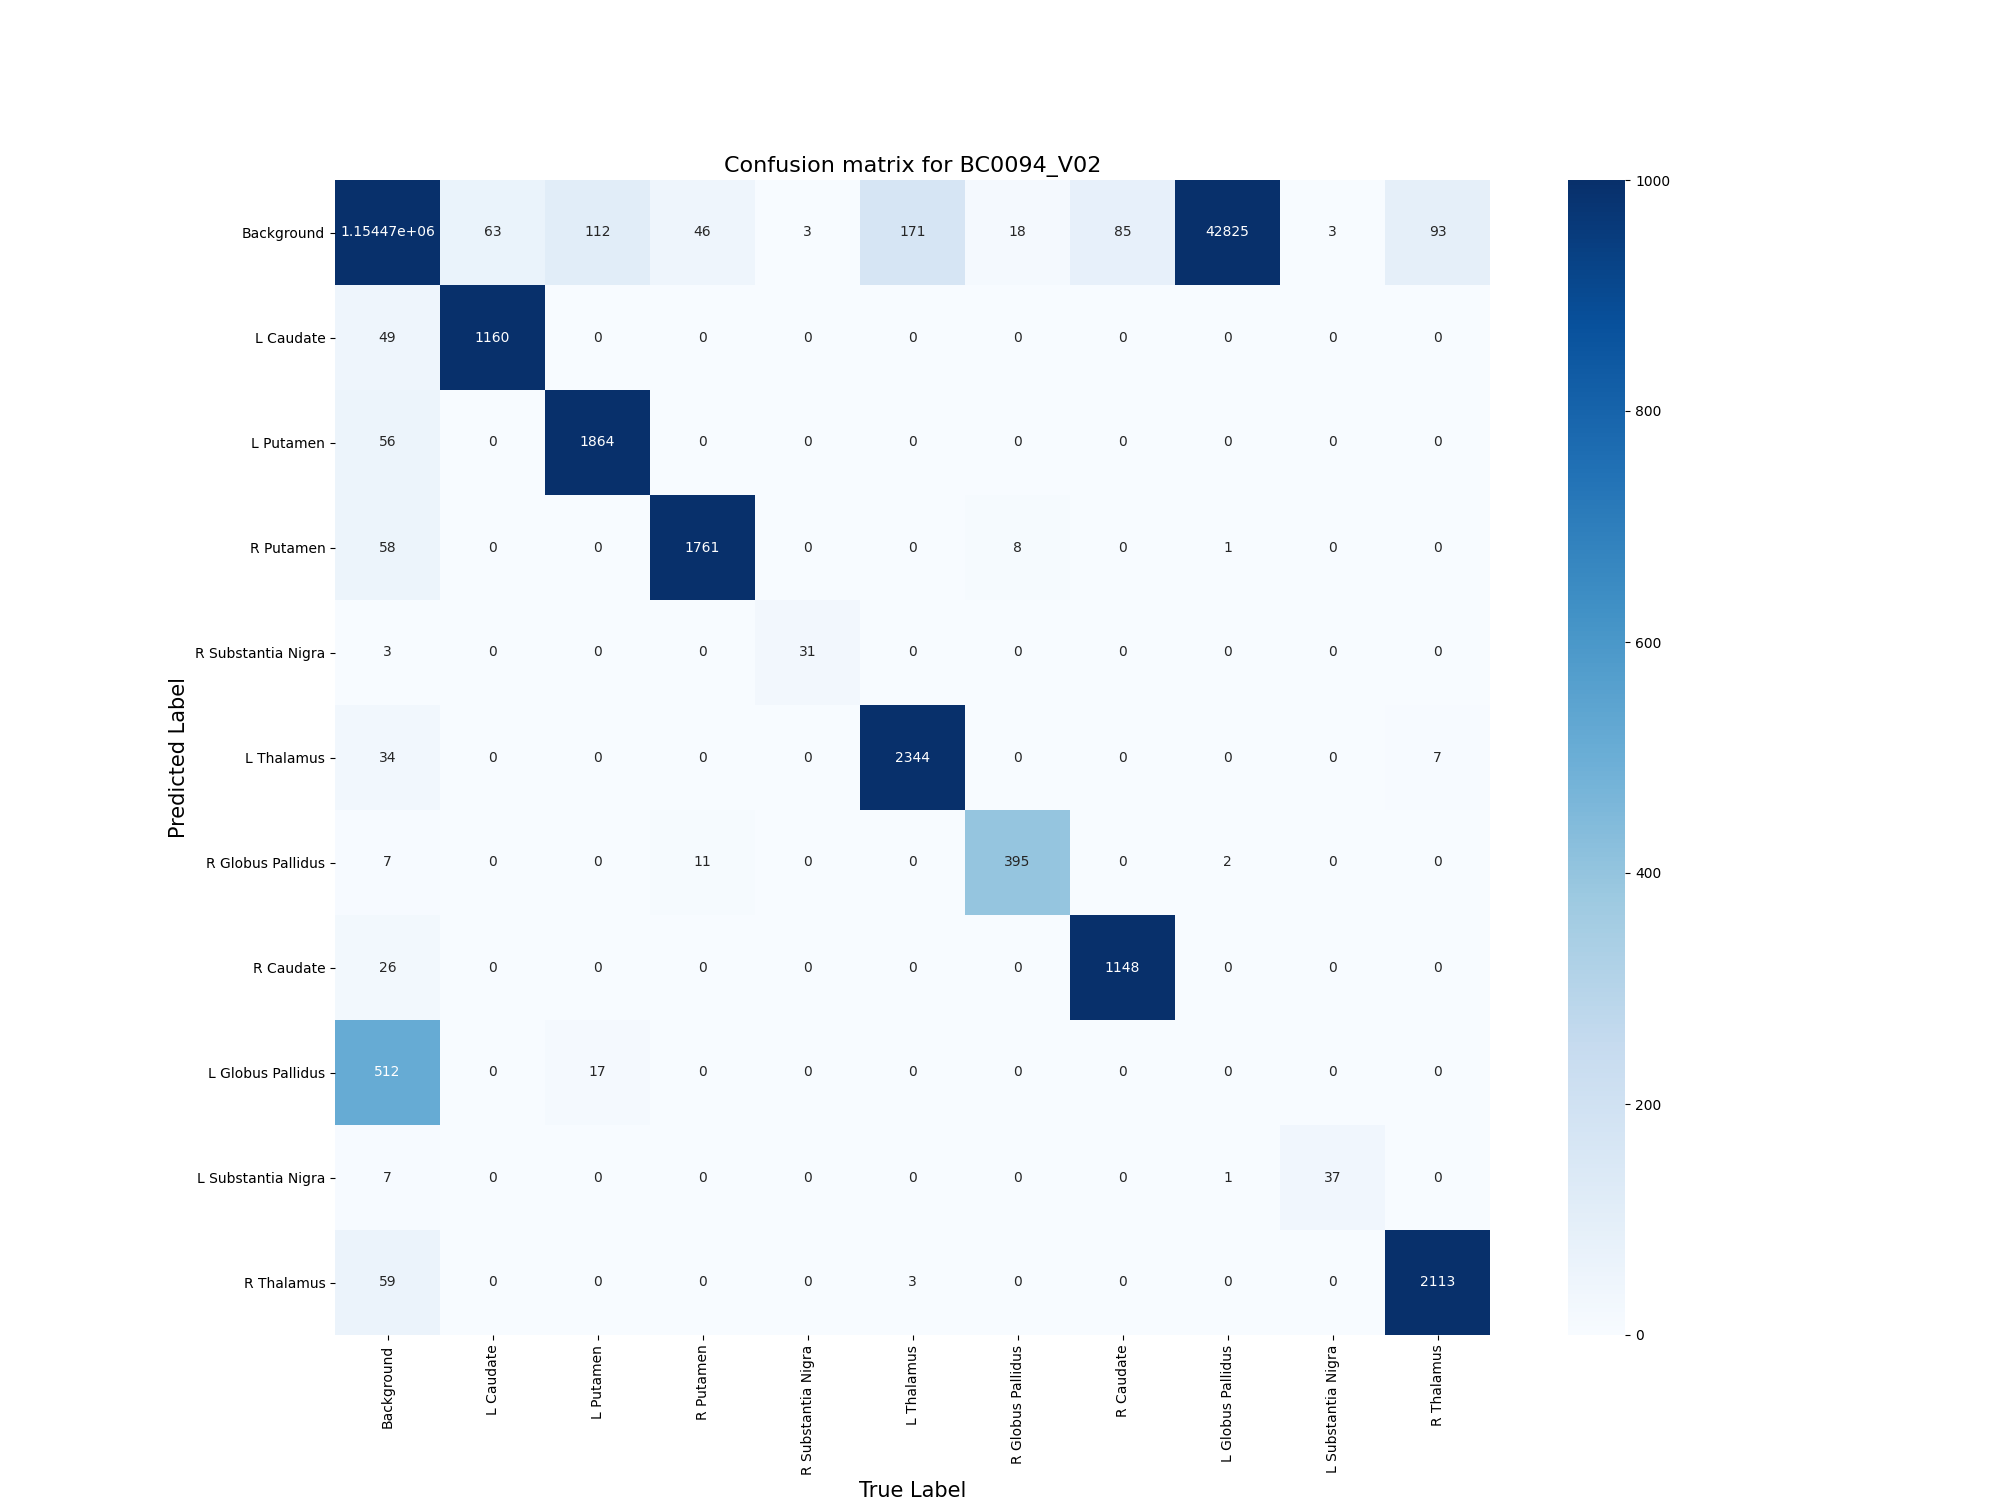 Confusion matrix for BC0094_V02
Background 1.15447e+06 63 112 46 3 171 18 85 42825 3 93
L Caudate 49 1160 0 0 0 0 0 0 0 0 0
L Putamen 56 0 1864 0 0 0 0 0 0 0 0
R Putamen 58 0 0 1761 0 0 8 0 1 0 0
R Substantia Nigra 3 0 0 0 31 0 0 0 0 0 0
L Thalamus 34 0 0 0 0 2344 0 0 0 0 7
R Globus Pallidus 7 0 0 11 0 0 395 0 2 0 0
R Caudate 26 0 0 0 0 0 0 1148 0 0 0
L Globus Pallidus 512 0 17 0 0 0 0 0 0 0 0
L Substantia Nigra 7 0 0 0 0 0 0 0 1 37 0
R Thalamus 59 0 0 0 0 3 0 0 0 0 2113
Predicted Label
Background
L Caudate
L Putamen
R Putamen
R Substantia Nigra
L Thalamus
R Globus Pallidus
R Caudate
L Globus Pallidus
L Substantia Nigra
R Thalamus
True Label
1000
800
600
400
200
0